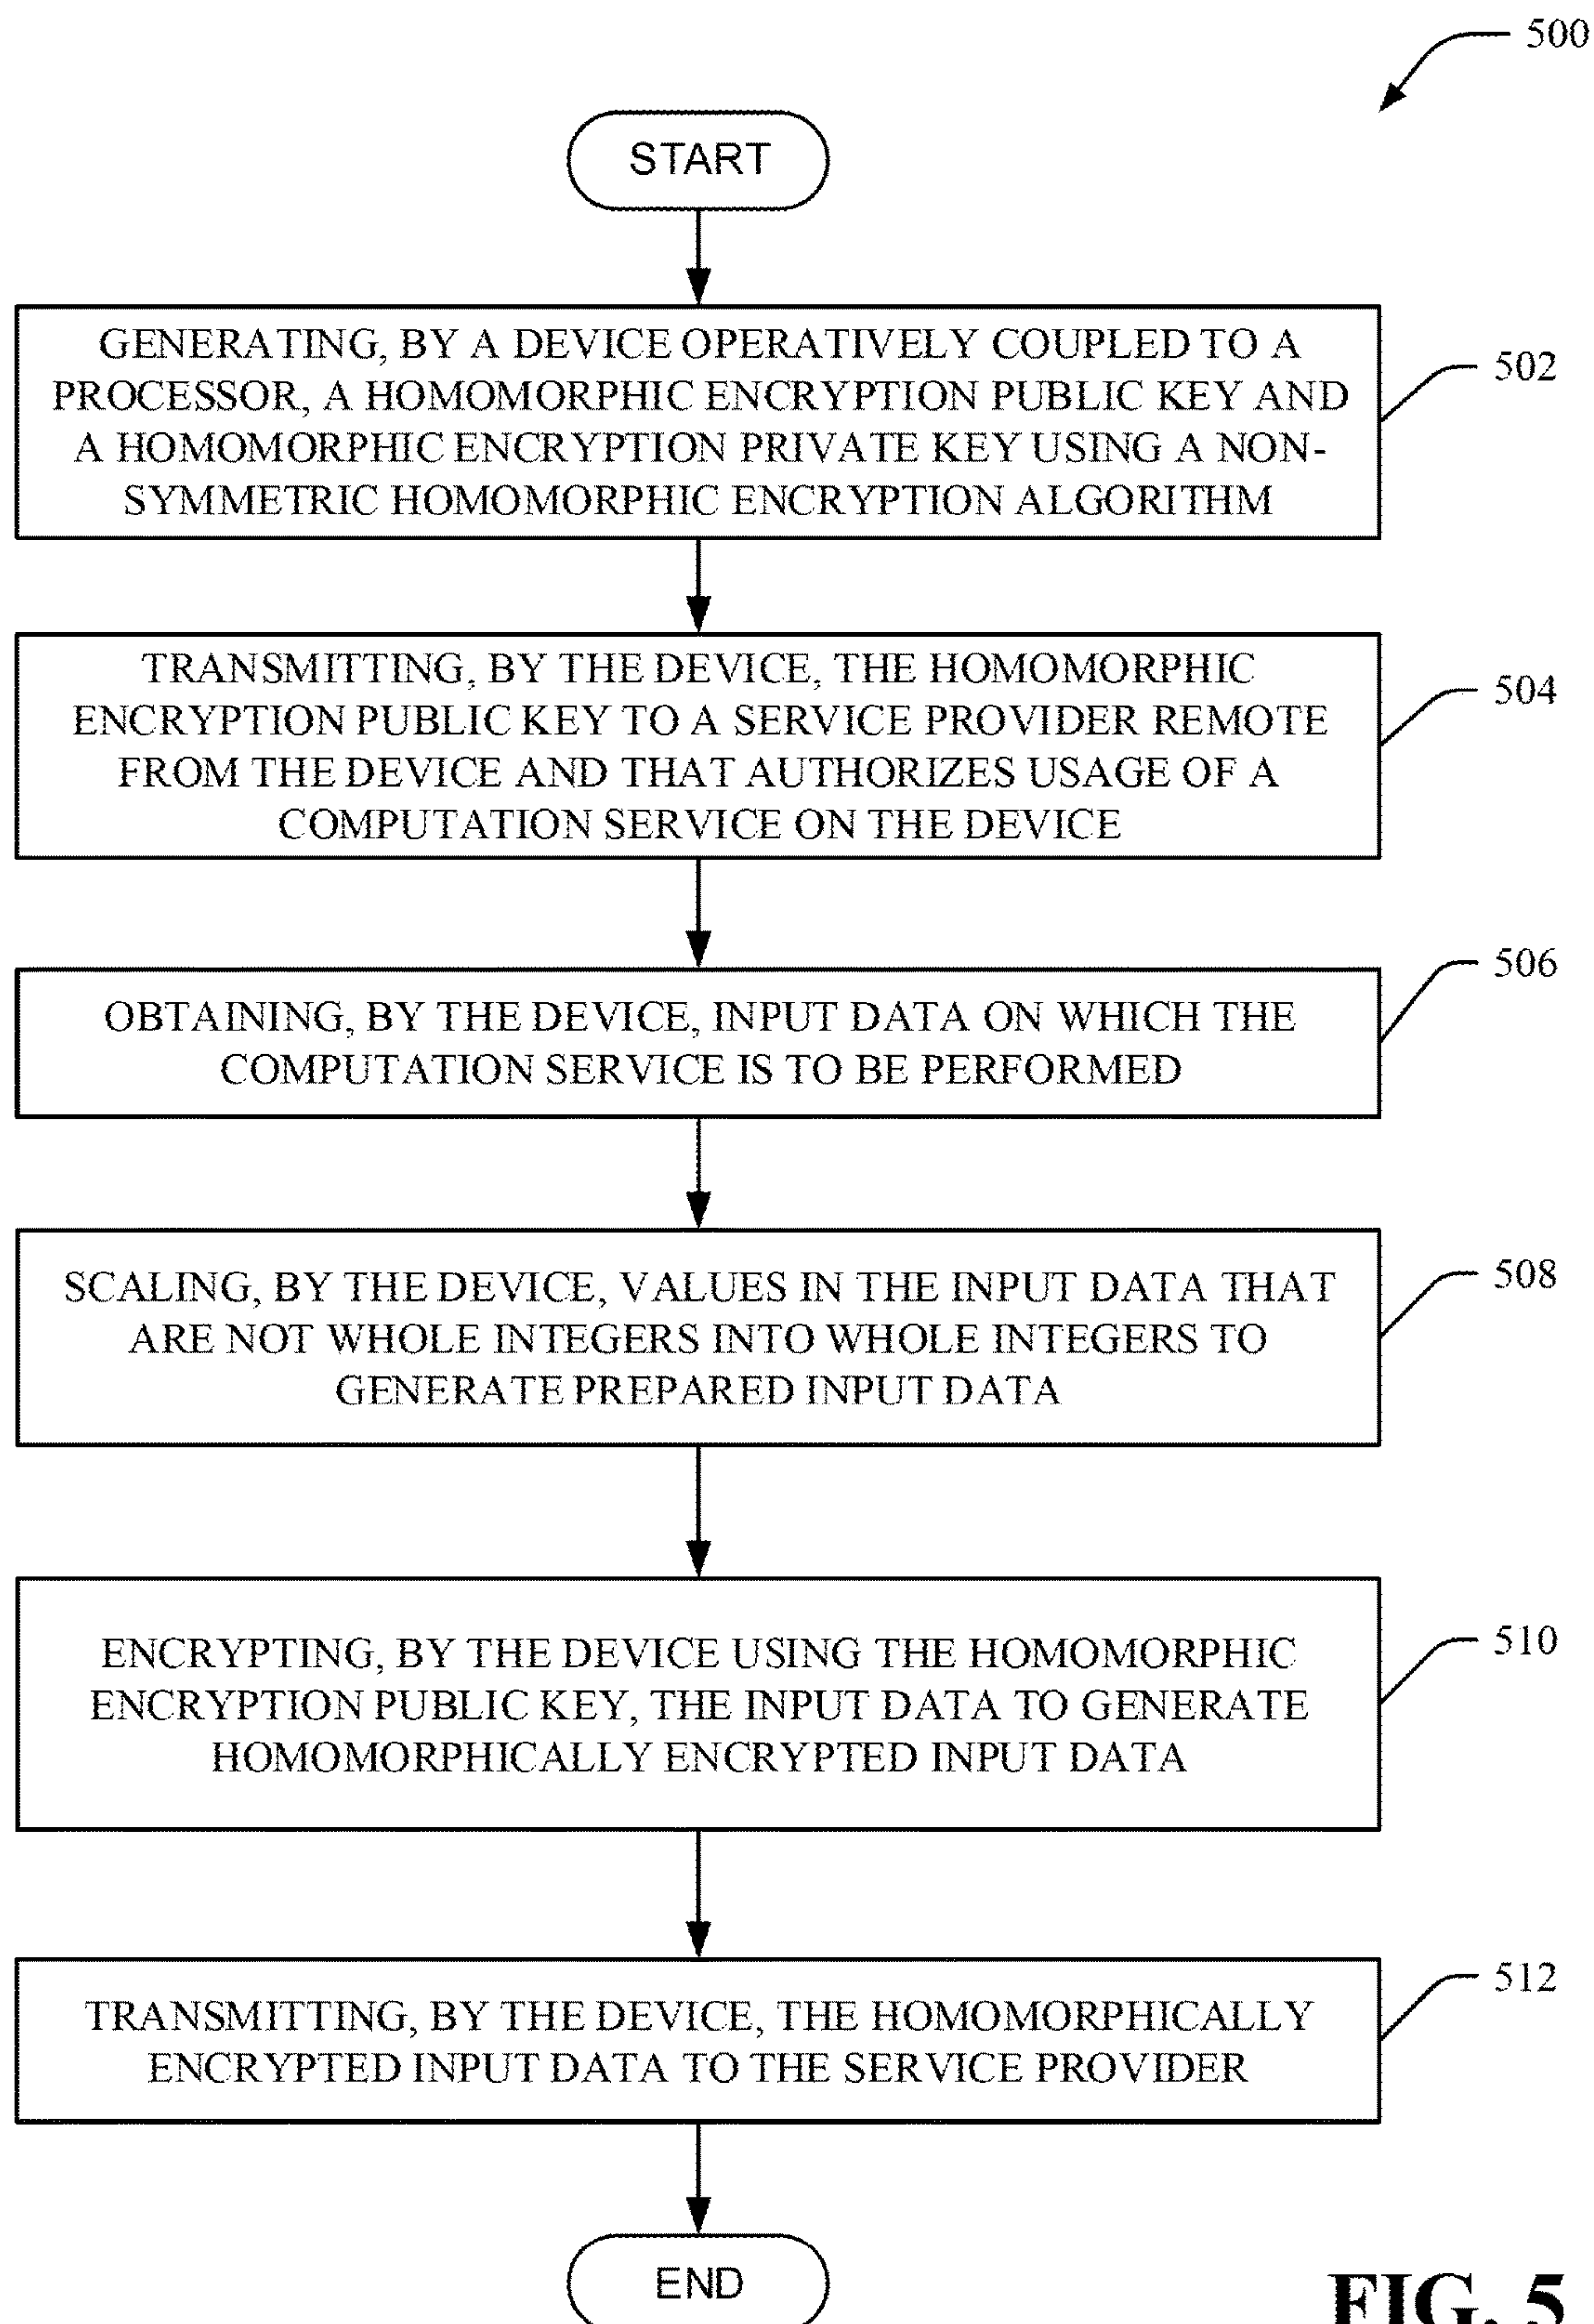 500
START
GENERATING, BY A DEVICE OPERATIVELY COUPLED TO A
PROCESSOR, A HOMOMORPHIC ENCRYPTION PUBLIC KEY AND
A HOMOMORPHIC ENCRYPTION PRIVATE KEY USING A NON-
SYMMETRIC HOMOMORPHIC ENCRYPTION ALGORITHM
502
TRANSMITTING, BY THE DEVICE, THE HOMOMORPHIC
ENCRYPTION PUBLIC KEY TO A SERVICE PROVIDER REMOTE
FROM THE DEVICE AND THAT AUTHORIZES USAGE OF A
COMPUTATION SERVICE ON THE DEVICE
504
OBTAINING, BY THE DEVICE, INPUT DATA ON WHICH THE
COMPUTATION SERVICE IS TO BE PERFORMED
506
SCALING, BY THE DEVICE, VALUES IN THE INPUT DATA THAT
ARE NOT WHOLE INTEGERS INTO WHOLE INTEGERS TO
GENERATE PREPARED INPUT DATA
508
ENCRYPTING, BY THE DEVICE USING THE HOMOMORPHIC
ENCRYPTION PUBLIC KEY, THE INPUT DATA TO GENERATE
HOMOMORPHICALLY ENCRYPTED INPUT DATA
510
TRANSMITTING, BY THE DEVICE, THE HOMOMORPHICALLY
ENCRYPTED INPUT DATA TO THE SERVICE PROVIDER
512
END
FIG. 5